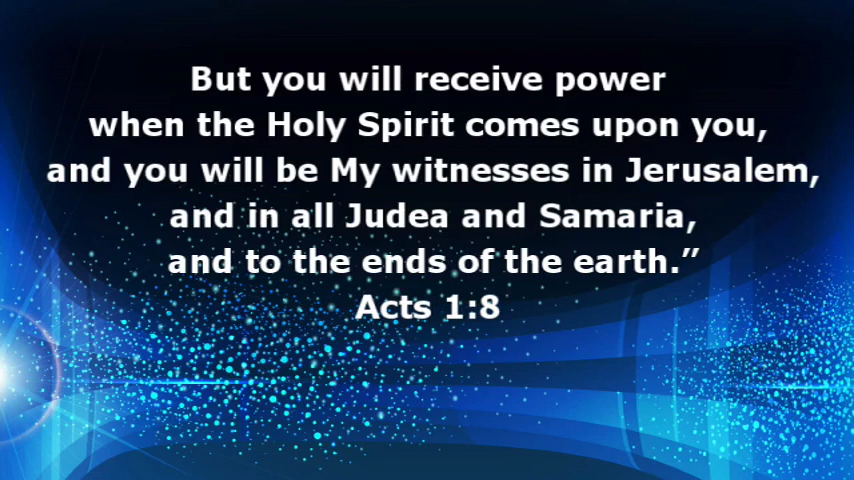 But you will receive power
when the Holy Spirit comes upon you,
and you will be My witnesses in Jerusalem,
and in all Judea and Samaria,
and to the ends of the earth.”
Acts 1:8